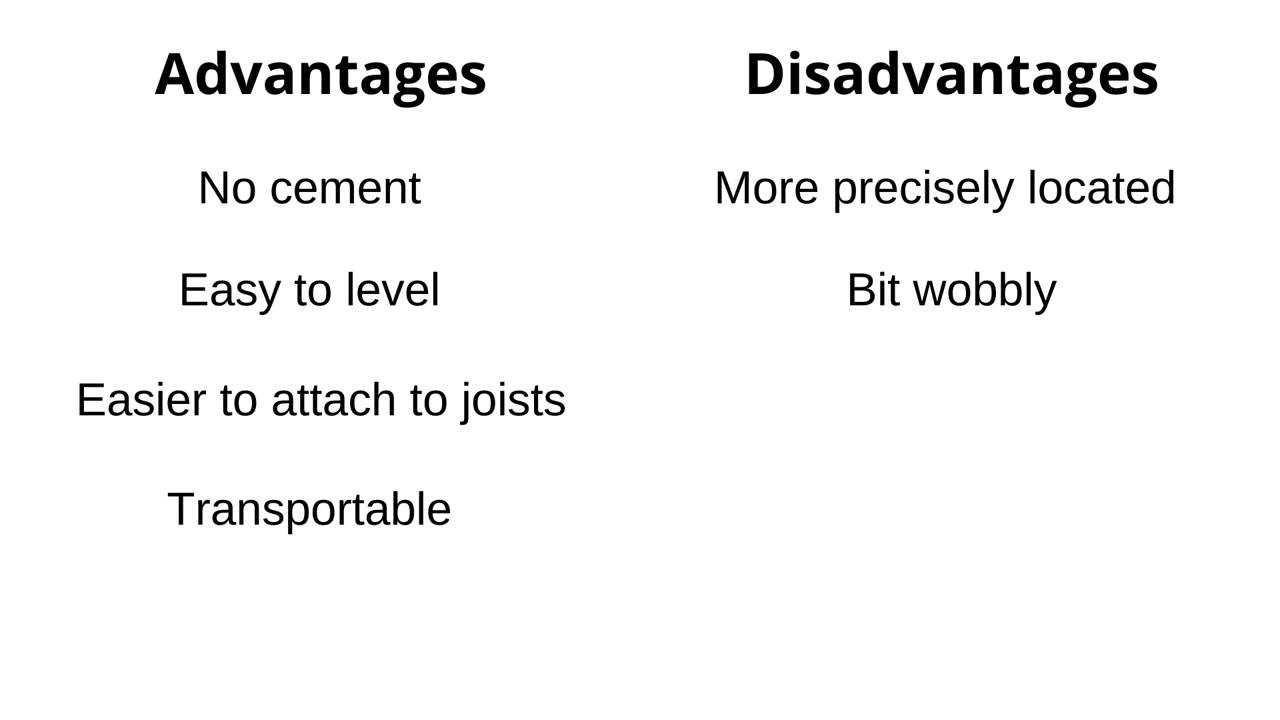 Advantages
Disadvantages
No cement
More precisely located
Easy to level
Bit wobbly
Easier to attach to joists
Transportable